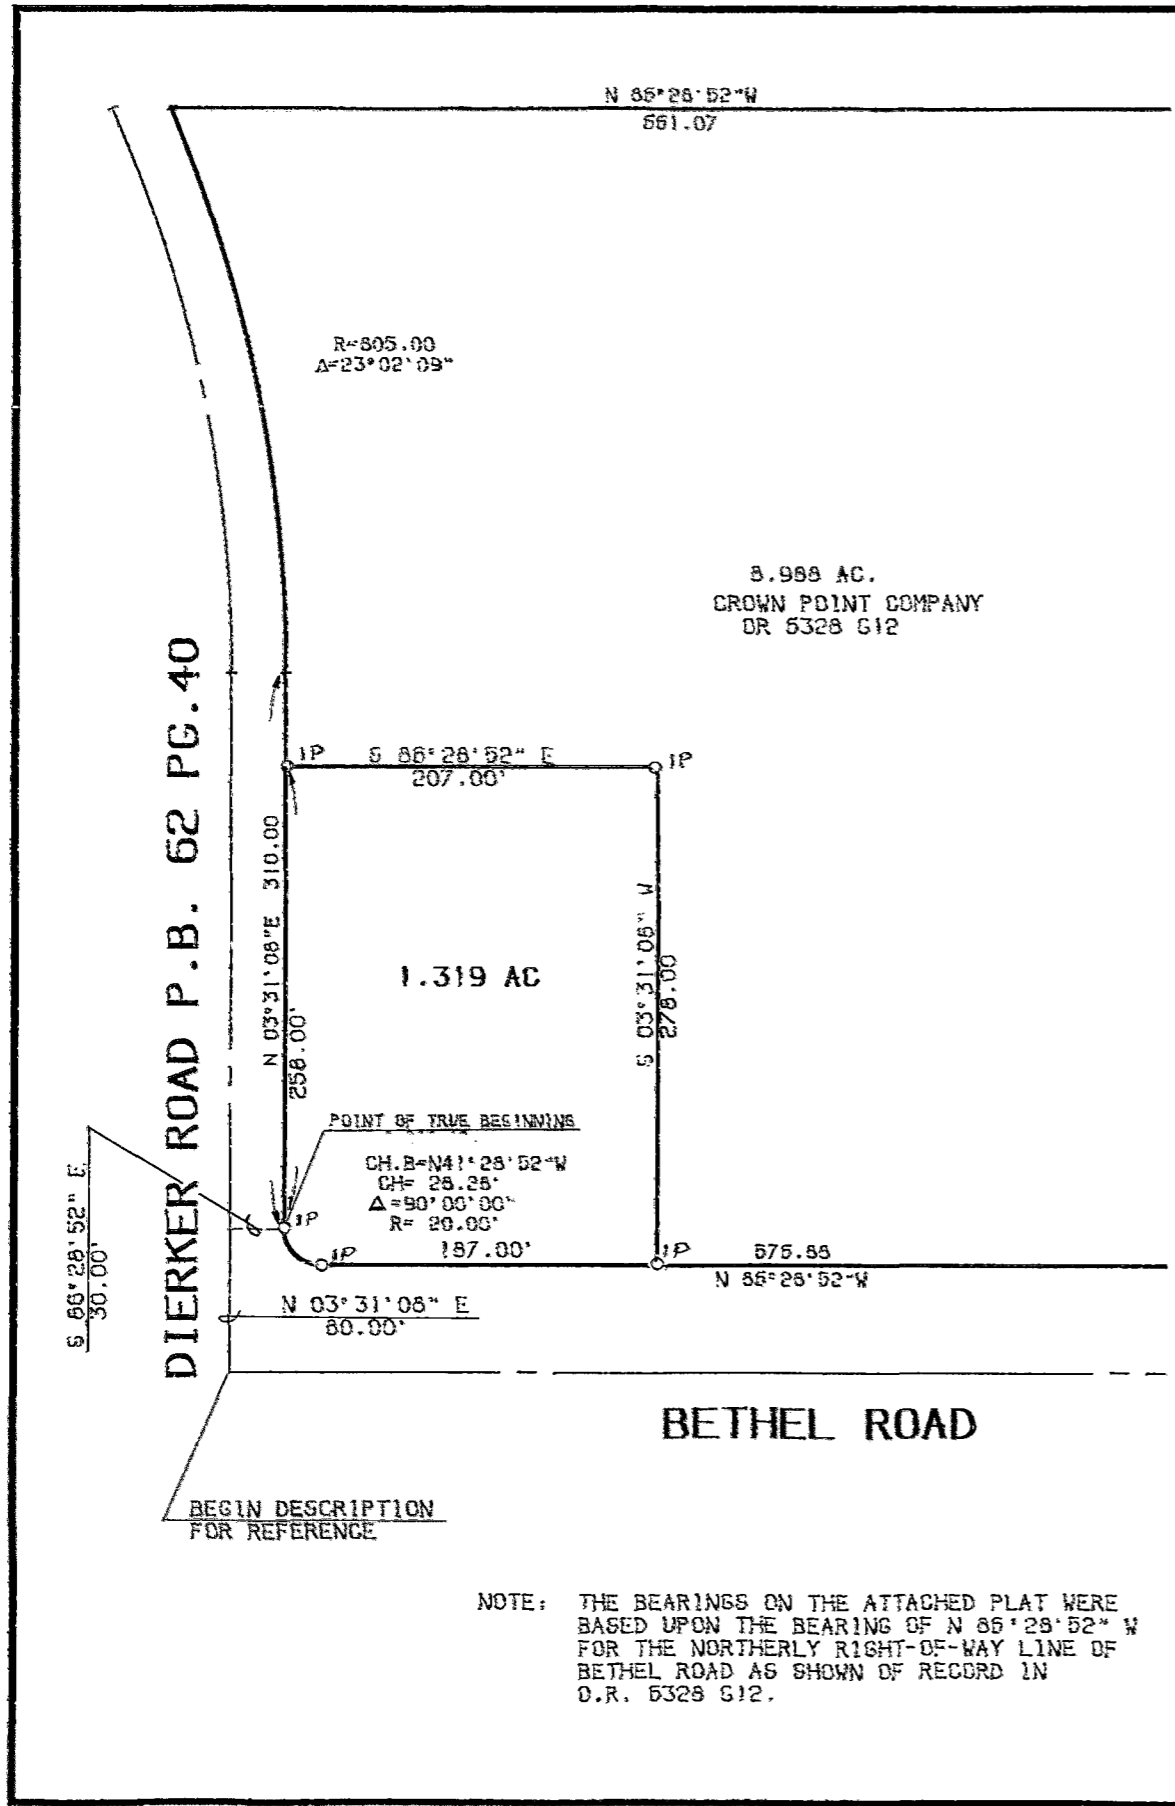 N 86°28'52"W
661.07
R=805.00
Δ=23°02'09"
8.988 AC.
CROWN POINT COMPANY
OR 5328 G12
IP
S 86°28'52" E
IP
207.00'
DIERKER ROAD P.B. 62 PG.40
N 03°31'08"E 310.00
258.00'
S 03°31'08" W
278.00
1.319 AC
POINT OF TRUE BEGINNING
CH.B=N41°28'52"W
CH= 28.28'
Δ=90°00'00"
R= 20.00'
IP
IP
187.00'
IP
675.88
N 86°28'52"W
S 86°28'52" E
30.00'
N 03°31'08" E
80.00'
BETHEL ROAD
BEGIN DESCRIPTION
FOR REFERENCE
NOTE: THE BEARINGS ON THE ATTACHED PLAT WERE
BASED UPON THE BEARING OF N 86°28'52" W
FOR THE NORTHERLY RIGHT-OF-WAY LINE OF
BETHEL ROAD AS SHOWN OF RECORD IN
O.R. 5328 G12.